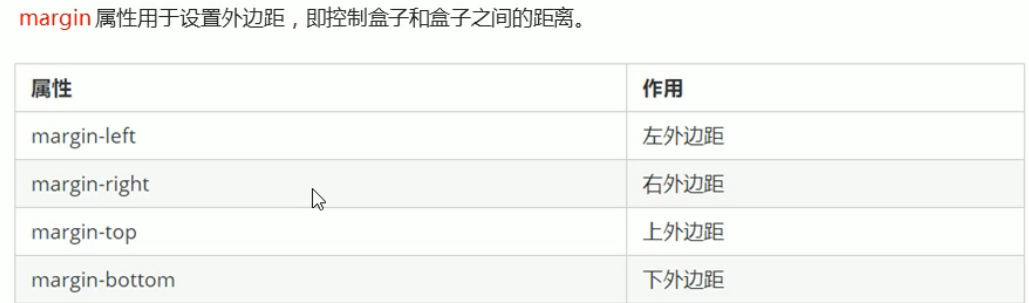 margin 属性用于设置外边距，即控制盒子和盒子之间的距离。
属性 作用
margin-left 左外边距
margin-right 右外边距
margin-top 上外边距
margin-bottom 下外边距